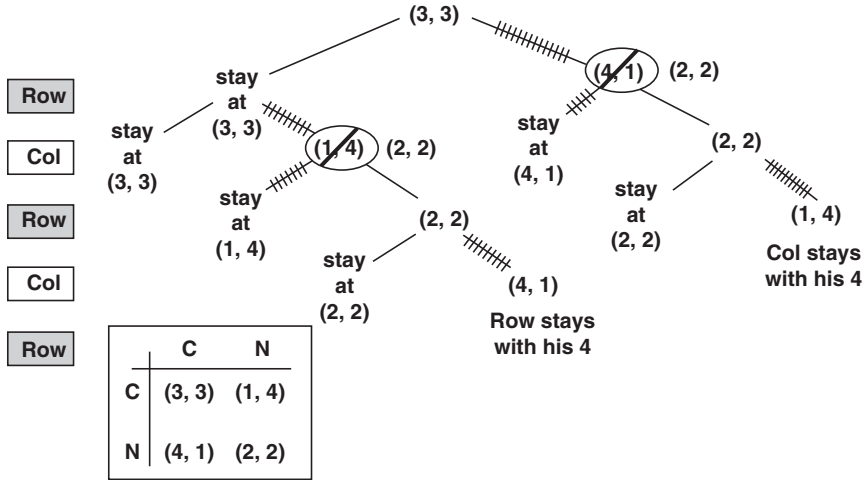 (3, 3)
(4, 1) (2, 2)
Row
stay
at
(3, 3)
stay
at
(3, 3)
stay
at
(4, 1)
(2, 2)
Col
(1, 4) (2, 2)
stay
at
(1, 4)
stay
at
(2, 2)
(1, 4)
Col stays
with his 4
Row
(2, 2)
stay
at
(2, 2)
(4, 1)
Row stays
with his 4
Col
Row
C N
C (3, 3) (1, 4)
N (4, 1) (2, 2)